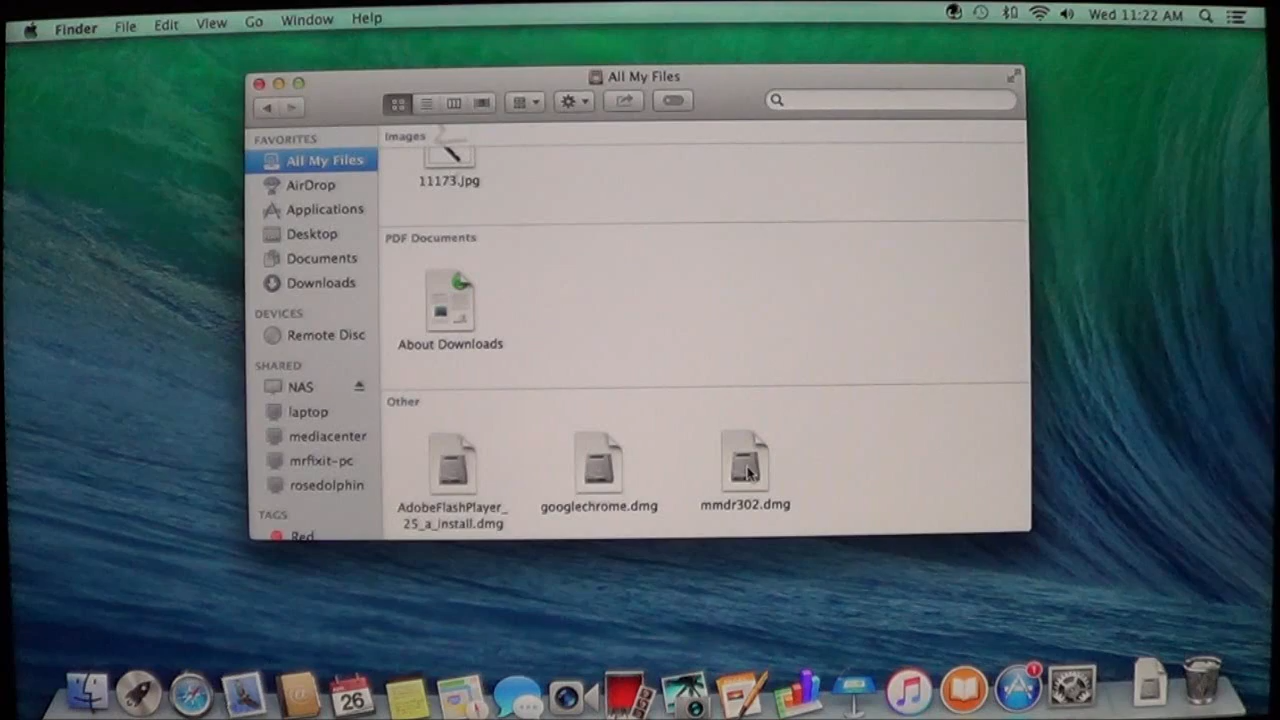 Finder File Edit View Go Window Help
Wed 11:22 AM
All My Files
FAVORITES
All My Files
AirDrop
Applications
Desktop
Documents
Downloads
DEVICES
Remote Disc
SHARED
NAS
laptop
mediacenter
mrfixit-pc
rosedolphin
TAGS
Red
Images
11173.jpg
PDF Documents
About Downloads
Other
AdobeFlashPlayer_
25_a_install.dmg
googlechrome.dmg
mmdr302.dmg
26
1